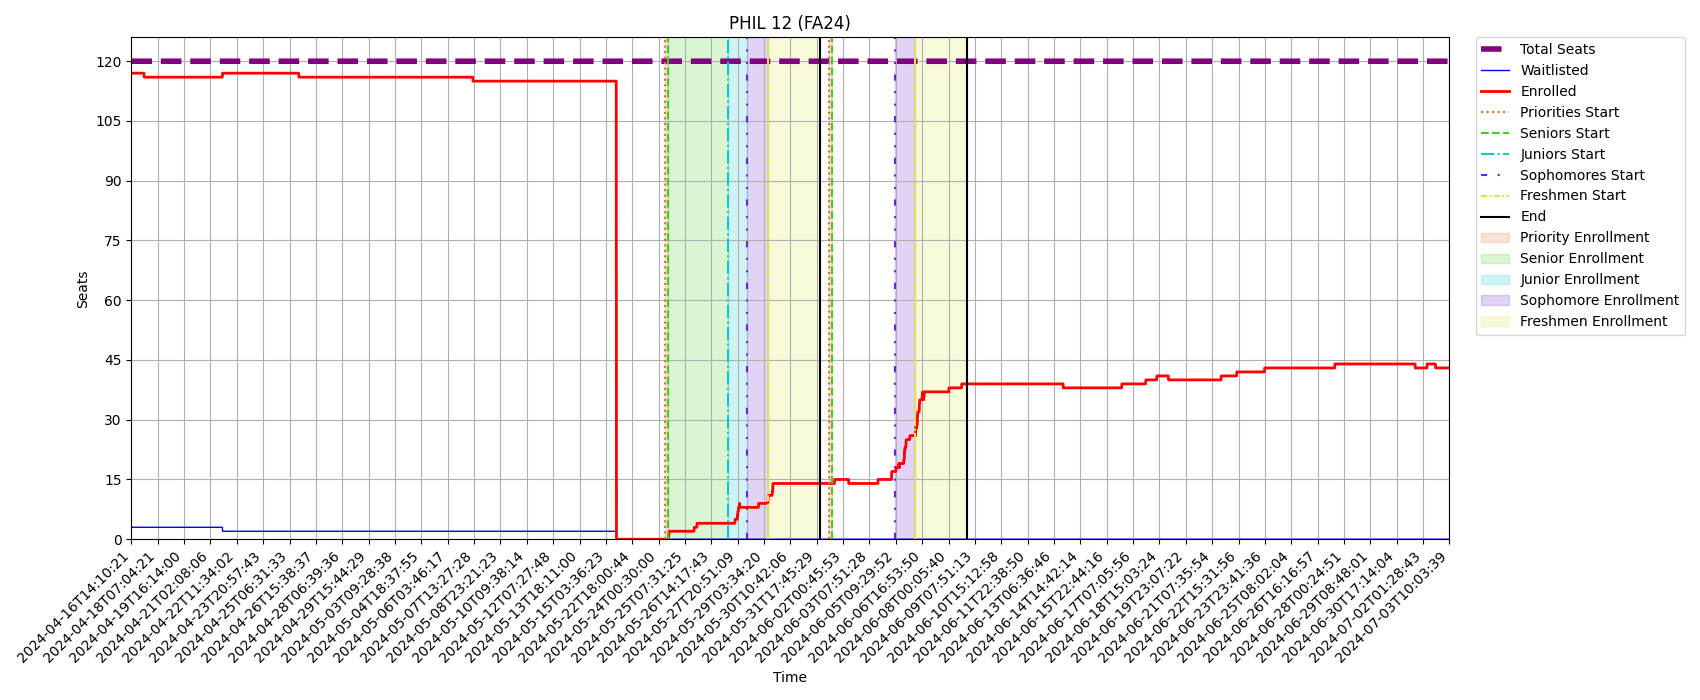 PHIL 12 (FA24)
Seats
120
105
90
75
60
45
30
15
0
2024-04-16T14:10:21
2024-04-18T07:04:21
2024-04-19T16:14:00
2024-04-21T02:08:06
2024-04-22T11:34:02
2024-04-23T20:57:43
2024-04-25T06:31:33
2024-04-26T15:38:37
2024-04-28T06:39:36
2024-04-29T15:44:29
2024-05-03T09:28:38
2024-05-04T18:37:55
2024-05-06T03:46:17
2024-05-07T13:27:28
2024-05-08T23:21:23
2024-05-10T09:38:14
2024-05-12T07:27:48
2024-05-13T18:11:00
2024-05-15T03:36:23
2024-05-22T18:00:44
2024-05-24T00:30:00
2024-05-25T07:31:25
2024-05-26T14:17:43
2024-05-27T20:51:09
2024-05-29T03:34:20
2024-05-30T10:42:06
2024-05-31T17:45:29
2024-06-02T00:45:53
2024-06-03T07:51:28
2024-06-05T09:29:52
2024-06-06T16:53:50
2024-06-08T00:05:40
2024-06-09T07:51:13
2024-06-10T15:12:58
2024-06-11T22:38:50
2024-06-13T06:36:46
2024-06-14T14:42:14
2024-06-15T22:44:16
2024-06-17T07:05:56
2024-06-18T15:03:24
2024-06-19T23:07:22
2024-06-21T07:35:54
2024-06-22T15:31:56
2024-06-23T23:41:36
2024-06-25T08:02:04
2024-06-26T16:16:57
2024-06-28T00:24:51
2024-06-29T08:48:01
2024-06-30T17:14:04
2024-07-02T01:28:43
2024-07-03T10:03:39
Time
Total Seats
Waitlisted
Enrolled
Priorities Start
Seniors Start
Juniors Start
Sophomores Start
Freshmen Start
End
Priority Enrollment
Senior Enrollment
Junior Enrollment
Sophomore Enrollment
Freshmen Enrollment